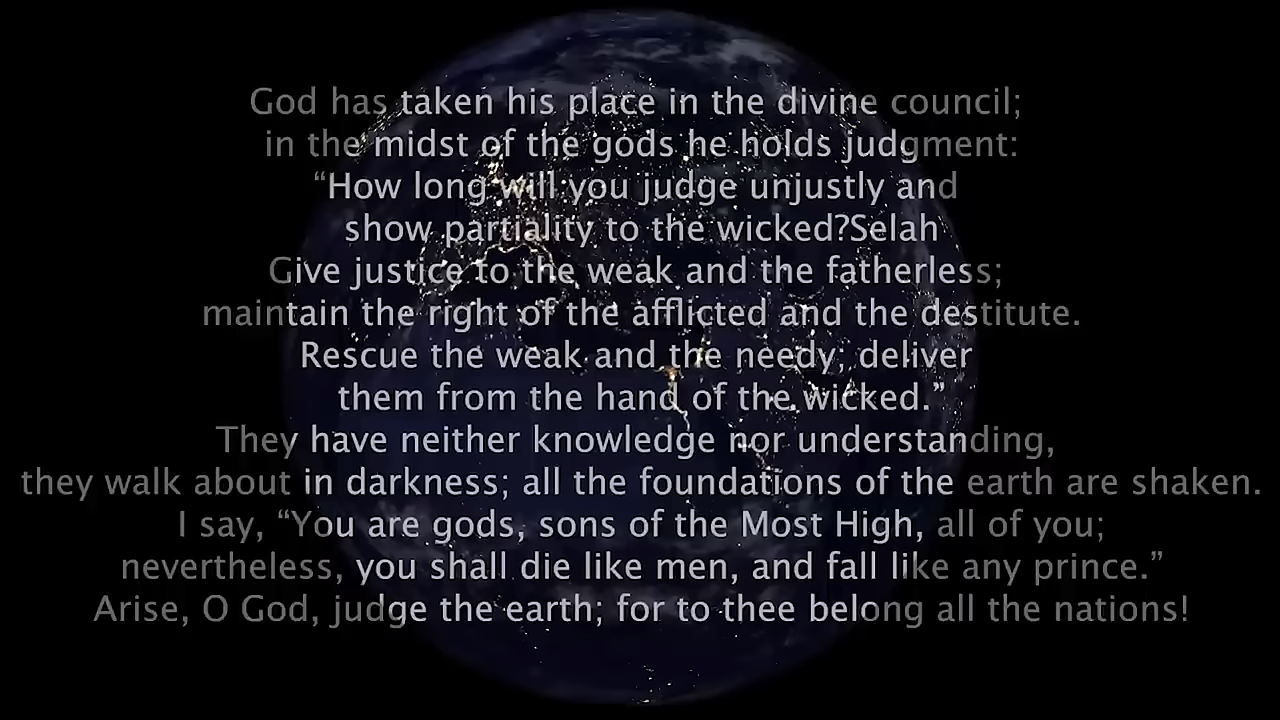 God has taken his place in the divine council;
in the midst of the gods he holds judgment:
“How long will you judge unjustly and
show partiality to the wicked?Selah
Give justice to the weak and the fatherless;
maintain the right of the afflicted and the destitute.
Rescue the weak and the needy; deliver
them from the hand of the wicked.”
They have neither knowledge nor understanding,
they walk about in darkness; all the foundations of the earth are shaken.
I say, “You are gods, sons of the Most High, all of you;
nevertheless, you shall die like men, and fall like any prince.”
Arise, O God, judge the earth; for to thee belong all the nations!